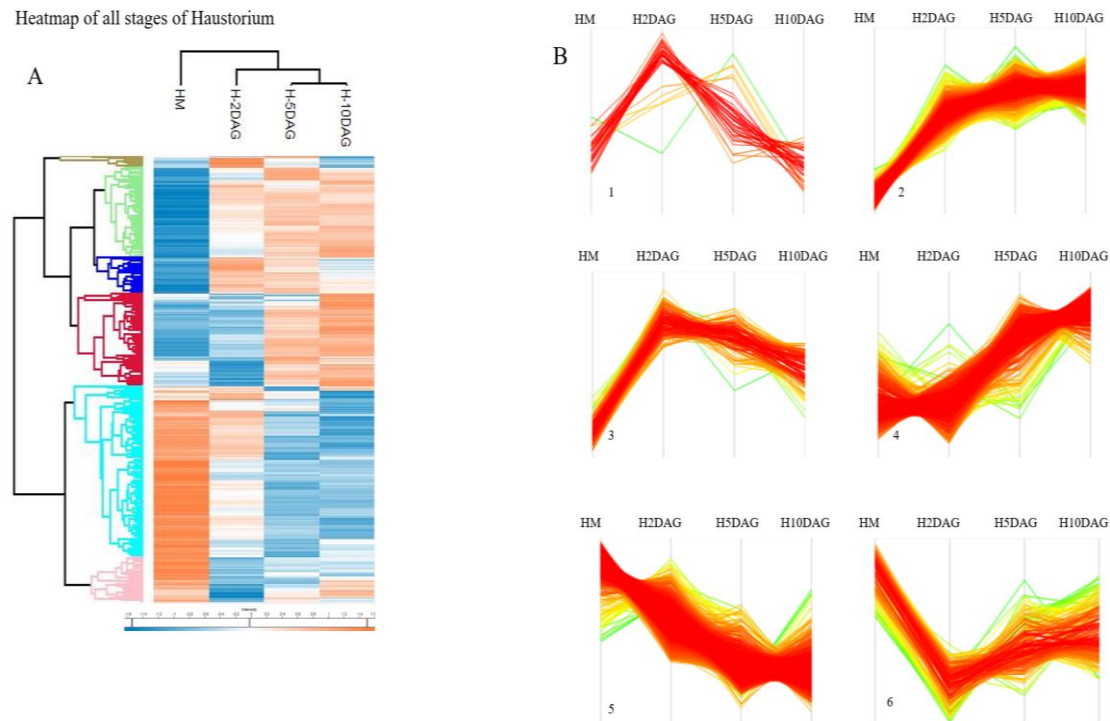 Heatmap of all stages of Haustorium
A
HM
H-2DAG
H-5DAG
H-10DAG
Intensity
B
HM H2DAG H5DAG H10DAG
1
HM H2DAG H5DAG H10DAG
2
HM H2DAG H5DAG H10DAG
3
HM H2DAG H5DAG H10DAG
4
HM H2DAG H5DAG H10DAG
5
HM H2DAG H5DAG H10DAG
6